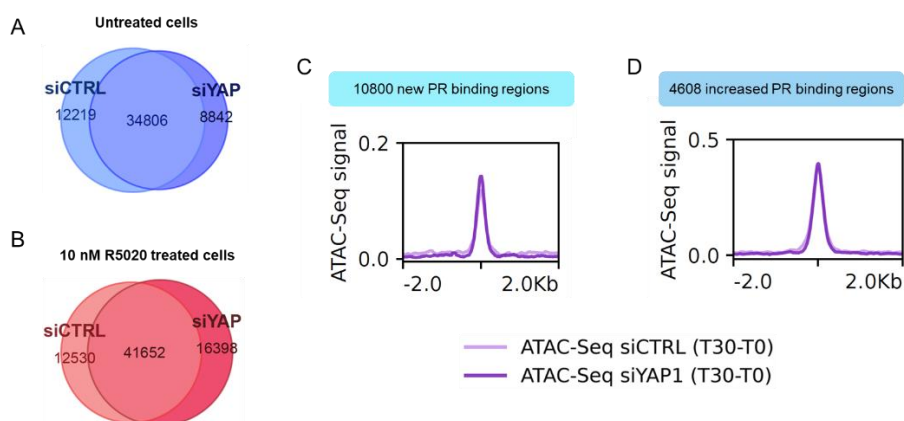 A
Untreated cells
siCTRL
siYAP
12219
34806
8842
B
10 nM R5020 treated cells
siCTRL
siYAP
12530
41652
16398
C
10800 new PR binding regions
ATAC-Seq signal
0.2
0.0
-2.0
2.0Kb
D
4608 increased PR binding regions
ATAC-Seq signal
0.5
0.0
-2.0
2.0Kb
ATAC-Seq siCTRL (T30-T0)
ATAC-Seq siYAP1 (T30-T0)